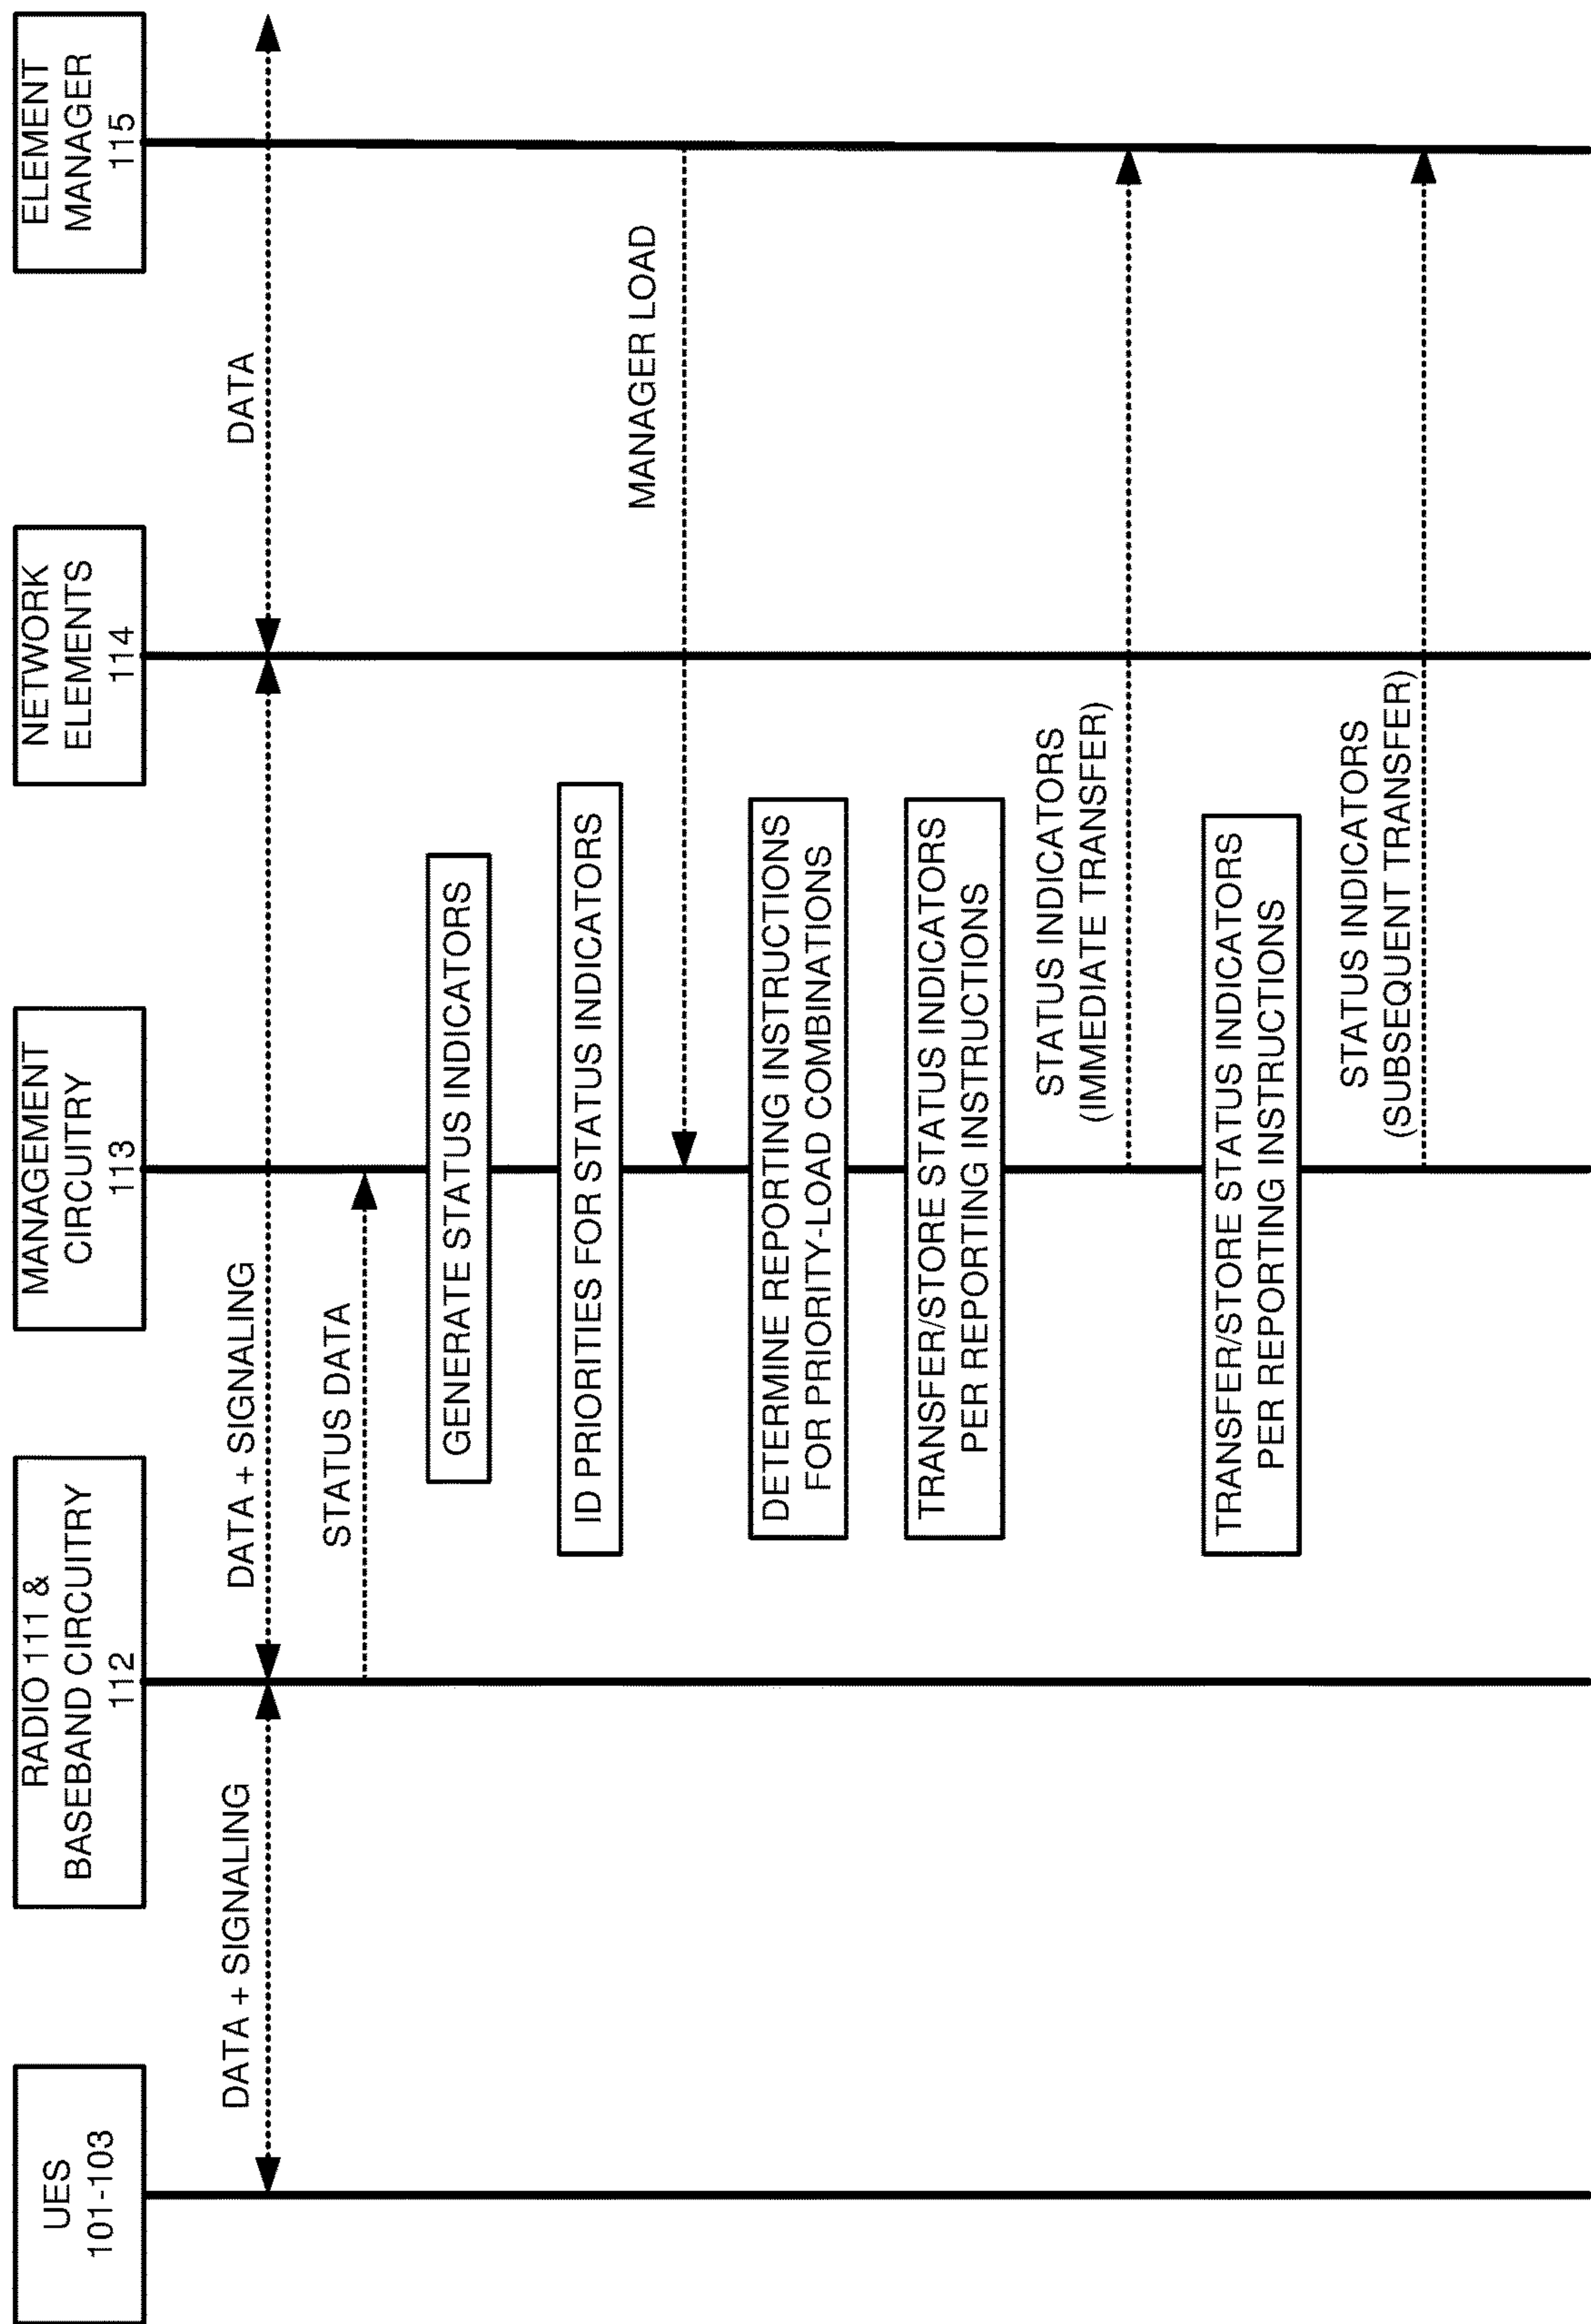 UES
101-103
RADIO 111 &
BASEBAND CIRCUITRY
112
MANAGEMENT
CIRCUITRY
113
NETWORK
ELEMENTS
114
ELEMENT
MANAGER
115
DATA + SIGNALING
DATA + SIGNALING
DATA
STATUS DATA
GENERATE STATUS INDICATORS
ID PRIORITIES FOR STATUS INDICATORS
MANAGER LOAD
DETERMINE REPORTING INSTRUCTIONS
FOR PRIORITY-LOAD COMBINATIONS
TRANSFER/STORE STATUS INDICATORS
PER REPORTING INSTRUCTIONS
STATUS INDICATORS
(IMMEDIATE TRANSFER)
TRANSFER/STORE STATUS INDICATORS
PER REPORTING INSTRUCTIONS
STATUS INDICATORS
(SUBSEQUENT TRANSFER)